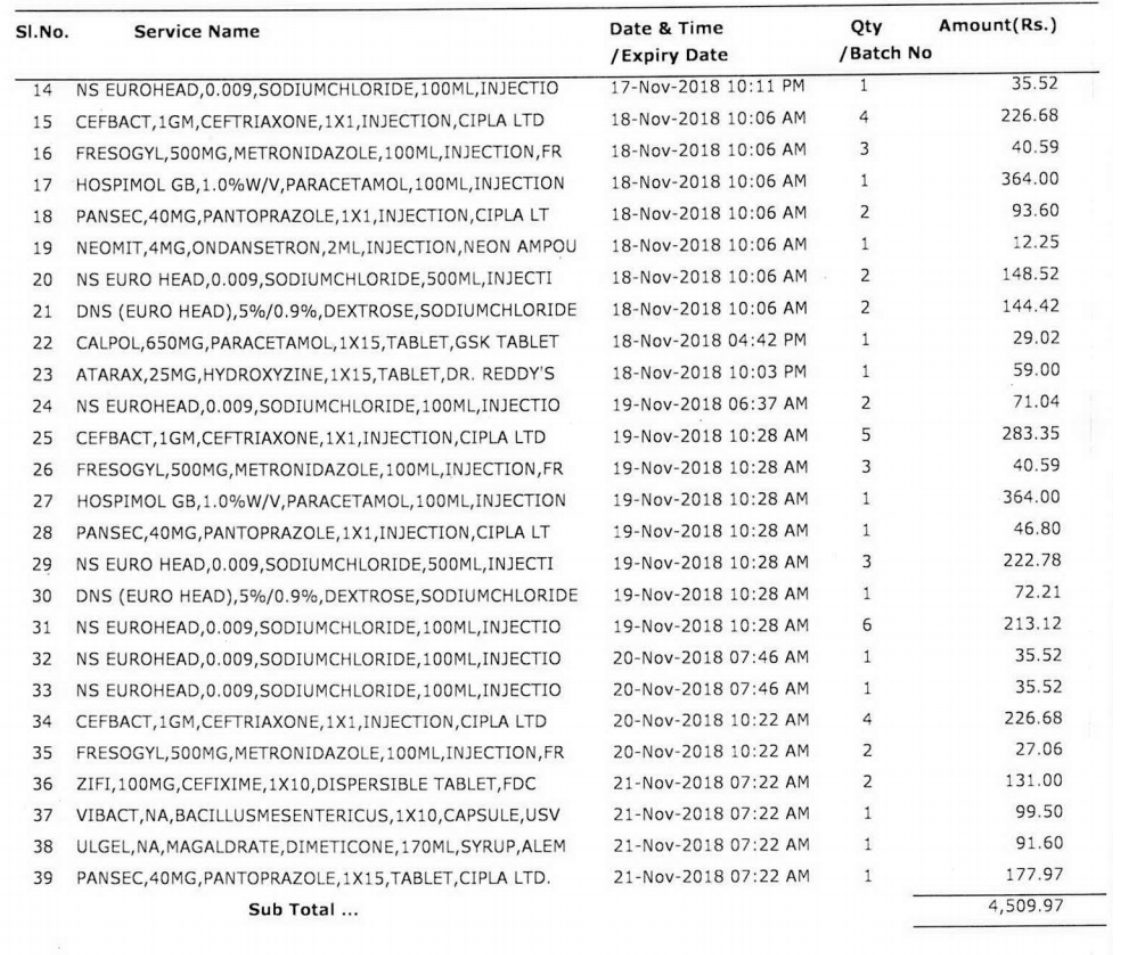 Sl.No. Service Name Date & Time Qty Amount(Rs.)
/Expiry Date /Batch No
14 NS EUROHEAD,0.009,SODIUMCHLORIDE,100ML,INJECTIO 17-Nov-2018 10:11 PM 1 35.52
15 CEFBACT,1GM,CEFTRIAXONE,1X1,INJECTION,CIPLA LTD 18-Nov-2018 10:06 AM 4 226.68
16 FRESOGYL,500MG,METRONIDAZOLE,100ML,INJECTION,FR 18-Nov-2018 10:06 AM 3 40.59
17 HOSPIMOL GB,1.0%W/V,PARACETAMOL,100ML,INJECTION 18-Nov-2018 10:06 AM 1 364.00
18 PANSEC,40MG,PANTOPRAZOLE,1X1,INJECTION,CIPLA LT 18-Nov-2018 10:06 AM 2 93.60
19 NEOMIT,4MG,ONDANSETRON,2ML,INJECTION,NEON AMPOU 18-Nov-2018 10:06 AM 1 12.25
20 NS EURO HEAD,0.009,SODIUMCHLORIDE,500ML,INJECTI 18-Nov-2018 10:06 AM 2 148.52
21 DNS (EURO HEAD),5%/0.9%,DEXTROSE,SODIUMCHLORIDE 18-Nov-2018 10:06 AM 2 144.42
22 CALPOL,650MG,PARACETAMOL,1X15,TABLET,GSK TABLET 18-Nov-2018 04:42 PM 1 29.02
23 ATARAX,25MG,HYDROXYZINE,1X15,TABLET,DR. REDDY'S 18-Nov-2018 10:03 PM 1 59.00
24 NS EUROHEAD,0.009,SODIUMCHLORIDE,100ML,INJECTIO 19-Nov-2018 06:37 AM 2 71.04
25 CEFBACT,1GM,CEFTRIAXONE,1X1,INJECTION,CIPLA LTD 19-Nov-2018 10:28 AM 5 283.35
26 FRESOGYL,500MG,METRONIDAZOLE,100ML,INJECTION,FR 19-Nov-2018 10:28 AM 3 40.59
27 HOSPIMOL GB,1.0%W/V,PARACETAMOL,100ML,INJECTION 19-Nov-2018 10:28 AM 1 364.00
28 PANSEC,40MG,PANTOPRAZOLE,1X1,INJECTION,CIPLA LT 19-Nov-2018 10:28 AM 1 46.80
29 NS EURO HEAD,0.009,SODIUMCHLORIDE,500ML,INJECTI 19-Nov-2018 10:28 AM 3 222.78
30 DNS (EURO HEAD),5%/0.9%,DEXTROSE,SODIUMCHLORIDE 19-Nov-2018 10:28 AM 1 72.21
31 NS EUROHEAD,0.009,SODIUMCHLORIDE,100ML,INJECTIO 19-Nov-2018 10:28 AM 6 213.12
32 NS EUROHEAD,0.009,SODIUMCHLORIDE,100ML,INJECTIO 20-Nov-2018 07:46 AM 1 35.52
33 NS EUROHEAD,0.009,SODIUMCHLORIDE,100ML,INJECTIO 20-Nov-2018 07:46 AM 1 35.52
34 CEFBACT,1GM,CEFTRIAXONE,1X1,INJECTION,CIPLA LTD 20-Nov-2018 10:22 AM 4 226.68
35 FRESOGYL,500MG,METRONIDAZOLE,100ML,INJECTION,FR 20-Nov-2018 10:22 AM 2 27.06
36 ZIFI,100MG,CEFIXIME,1X10,DISPERSIBLE TABLET,FDC 21-Nov-2018 07:22 AM 2 131.00
37 VIBACT,NA,BACILLUSMESENTERICUS,1X10,CAPSULE,USV 21-Nov-2018 07:22 AM 1 99.50
38 ULGEL,NA,MAGALDRATE,DIMETICONE,170ML,SYRUP,ALEM 21-Nov-2018 07:22 AM 1 91.60
39 PANSEC,40MG,PANTOPRAZOLE,1X15,TABLET,CIPLA LTD. 21-Nov-2018 07:22 AM 1 177.97
Sub Total ... 4,509.97